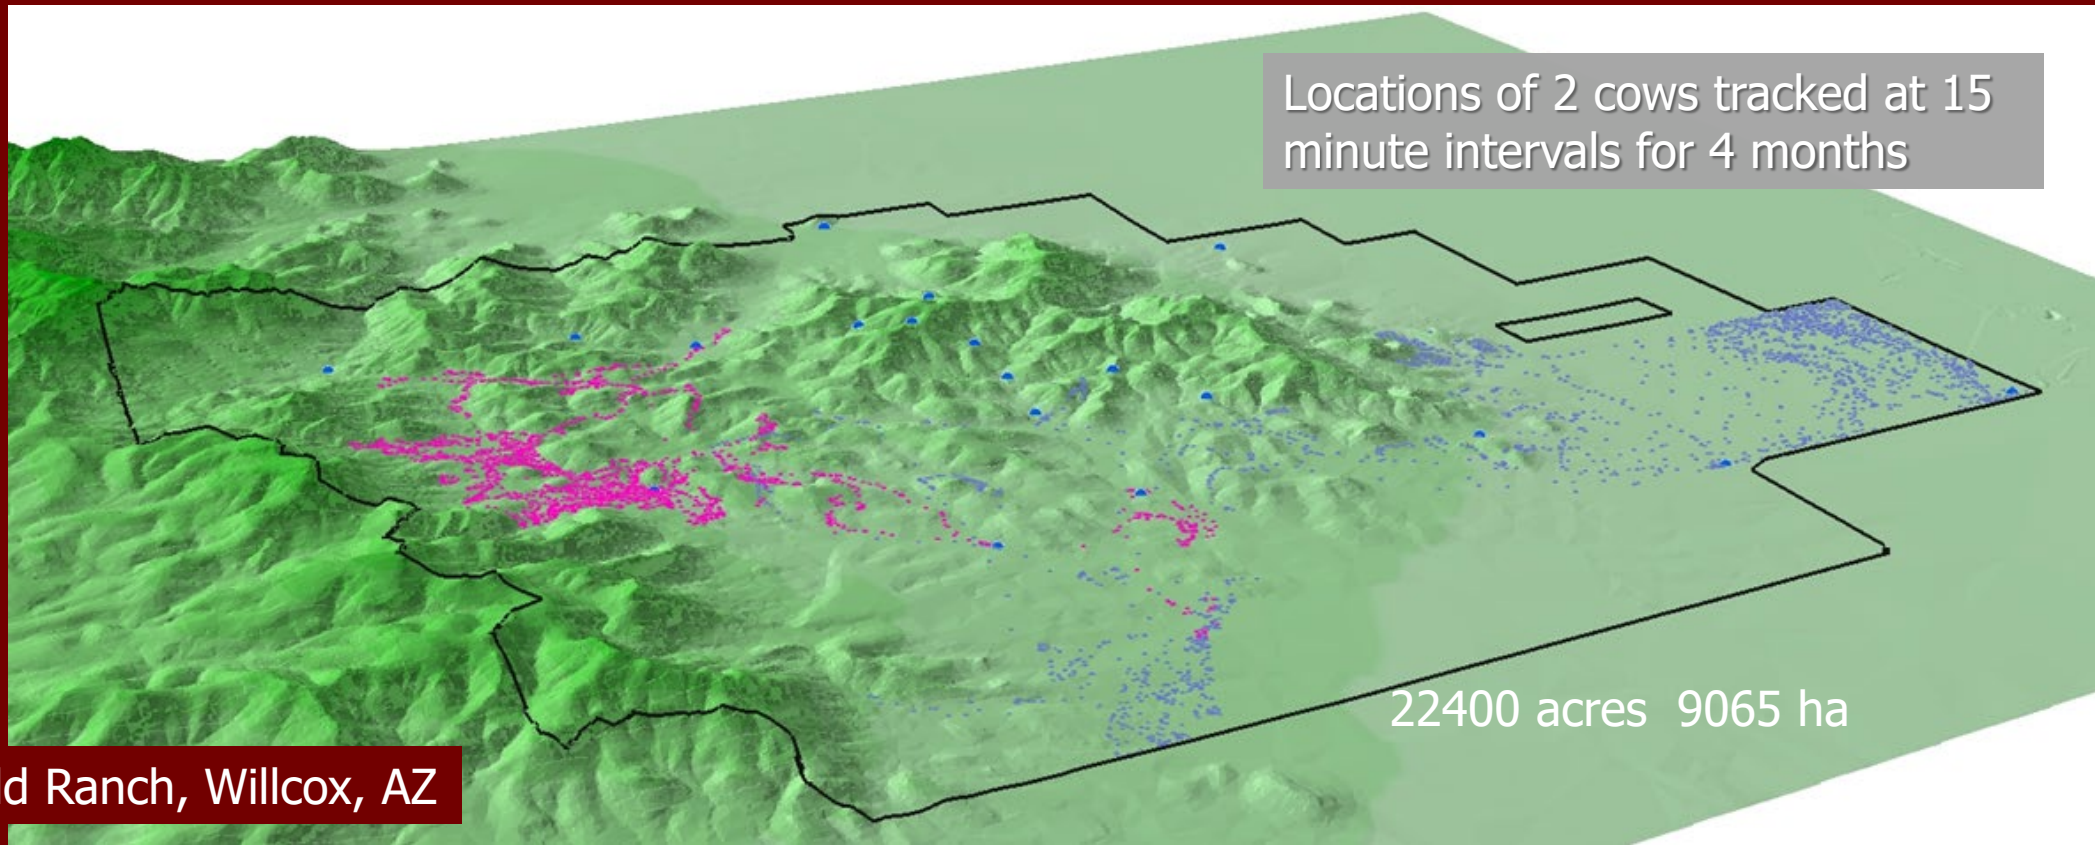 Locations of 2 cows tracked at 15
minute intervals for 4 months
22400 acres 9065 ha
Ranch, Willcox, AZ